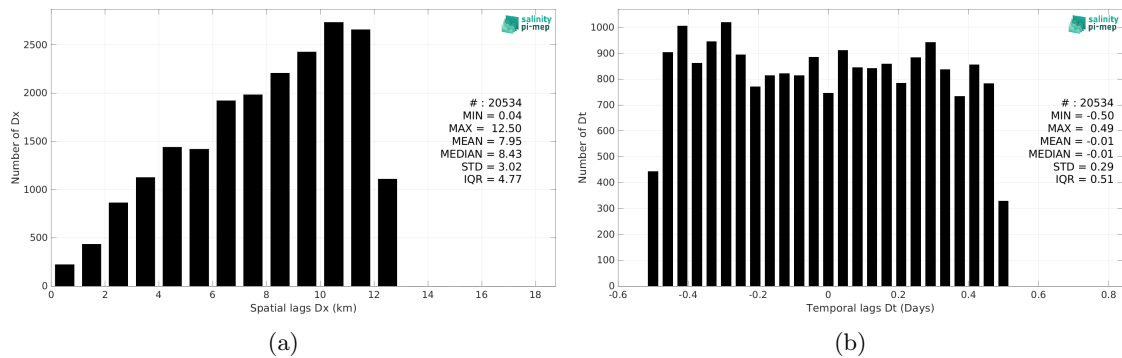 salinity
pi-mep
2500
2000
1500
1000
500
0
Number of Dx
# : 20534
MIN = 0.04
MAX = 12.50
MEAN = 7.95
MEDIAN = 8.43
STD = 3.02
IQR = 4.77
0 2 4 6 8 10 12 14 16 18
Spatial lags Dx (km)
(a)
salinity
pi-mep
1000
900
800
700
600
500
400
300
200
100
0
Number of Dt
# : 20534
MIN = -0.50
MAX = 0.49
MEAN = -0.01
MEDIAN = -0.01
STD = 0.29
IQR = 0.51
-0.6 -0.4 -0.2 0 0.2 0.4 0.6 0.8
Temporal lags Dt (Days)
(b)